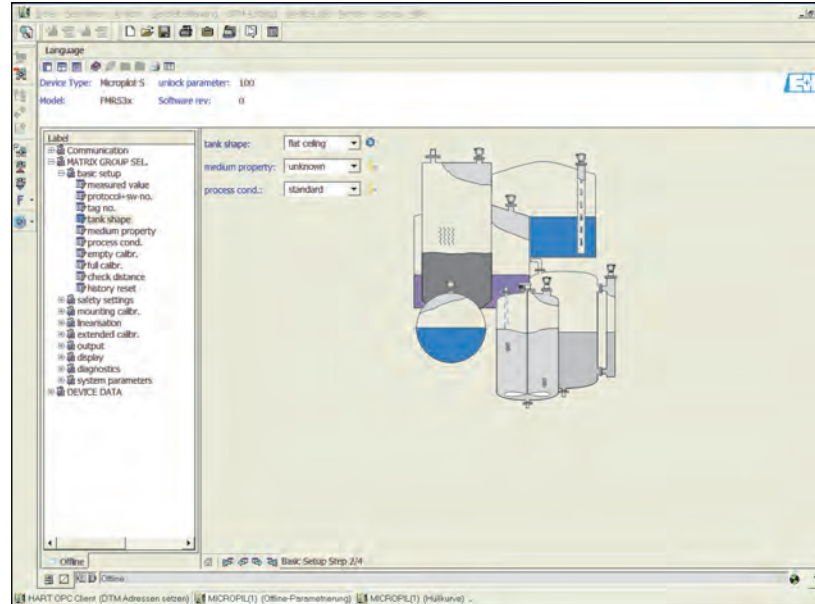 Language
Device Type: Micropilot S unlock parameter: 100
Model: FMR53x Software rev: 0
E+H
Label
Communication
MATRIX GROUP SEL.
basic setup
measured value
protocol+sw-no.
tag no.
tank shape
medium property
process cond.
empty calibr.
full calibr.
check distance
history reset
safety settings
mounting calibr.
linearisation
extended calibr.
output
display
diagnostics
system parameters
DEVICE DATA
tank shape: flat ceiling
medium property: unknown
process cond.: standard
F
Offline
Basic Setup Step 2/4
Offline
HART OPC Client (DTM Adressen setzen) MICROPIL(1) (Offline-Parametrierung) MICROPIL(1) (Hüllkurve)